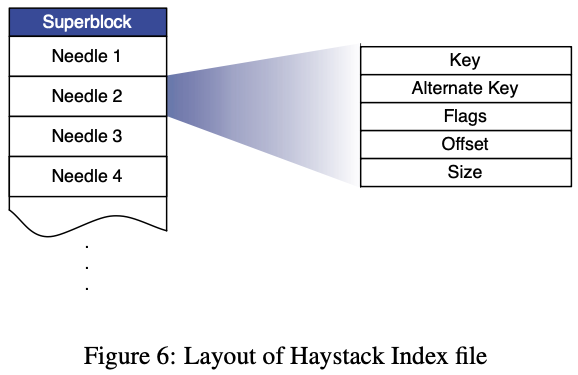 Superblock
Needle 1
Needle 2
Needle 3
Needle 4
.
.
.
Key
Alternate Key
Flags
Offset
Size
Figure 6: Layout of Haystack Index file